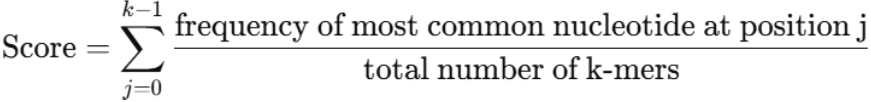 k−1
Score = ∑ frequency of most common nucleotide at position j
total number of k-mers
j=0